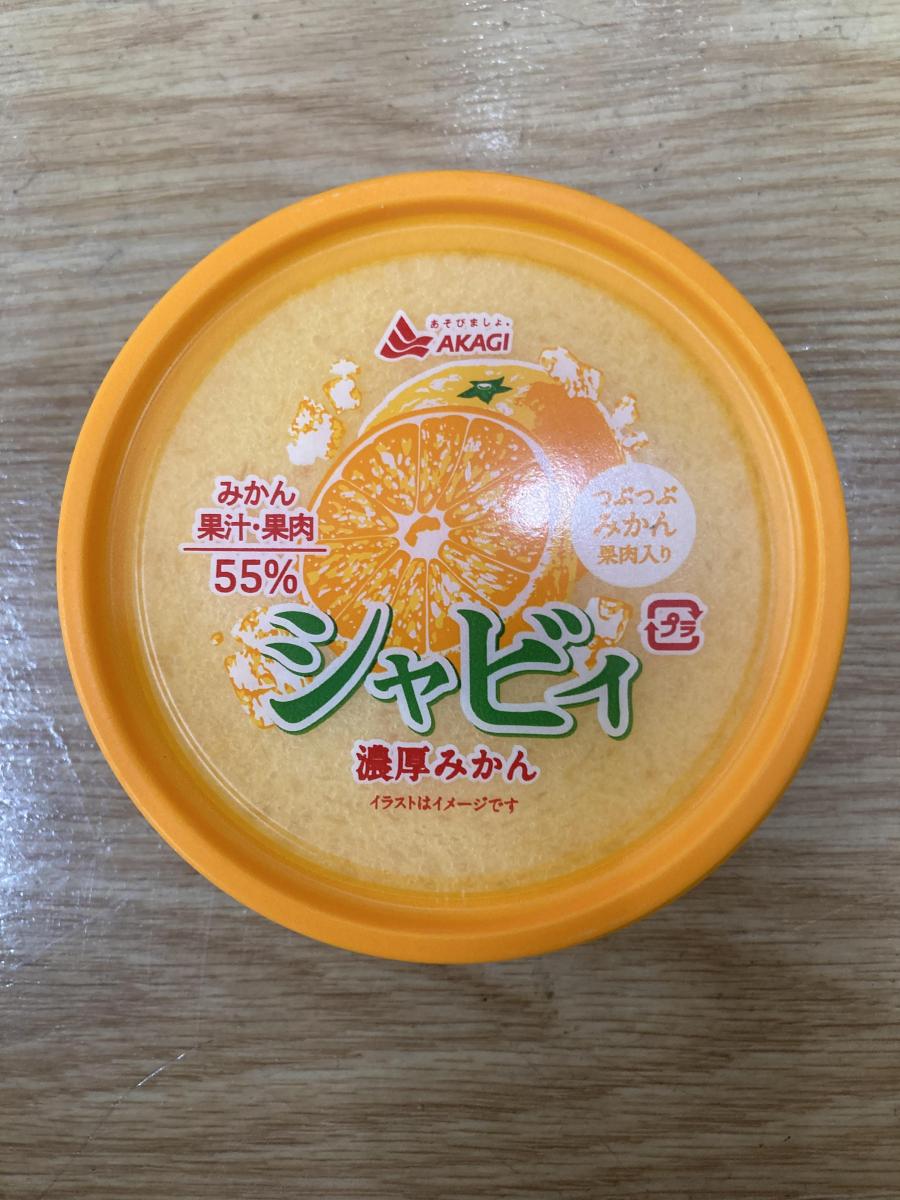 あそびましょ。
AKAGI
みかん
果汁・果肉
55%
つぶつぶ
みかん
果肉入り
プラ
シャビィ
濃厚みかん
イラストはイメージです